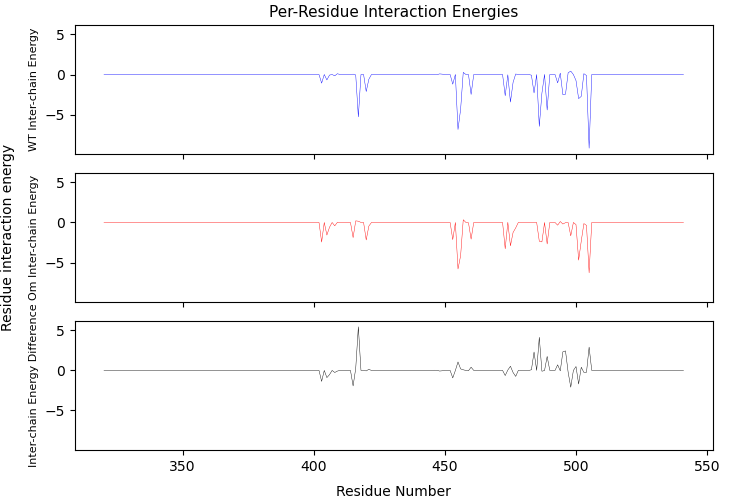 Per-Residue Interaction Energies
Residue interaction energy
WT Inter-chain Energy
5
0
−5
Om Inter-chain Energy
5
0
−5
Inter-chain Energy Difference
5
0
−5
350
400
450
500
550
Residue Number